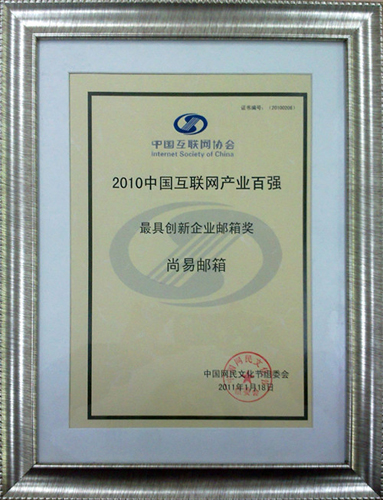 证书编号：（2010008）
中国互联网协会
Internet Society of China
2010中国互联网产业百强
最具创新企业邮箱奖
尚易邮箱
中国网民文化节组委会
2011年1月18日